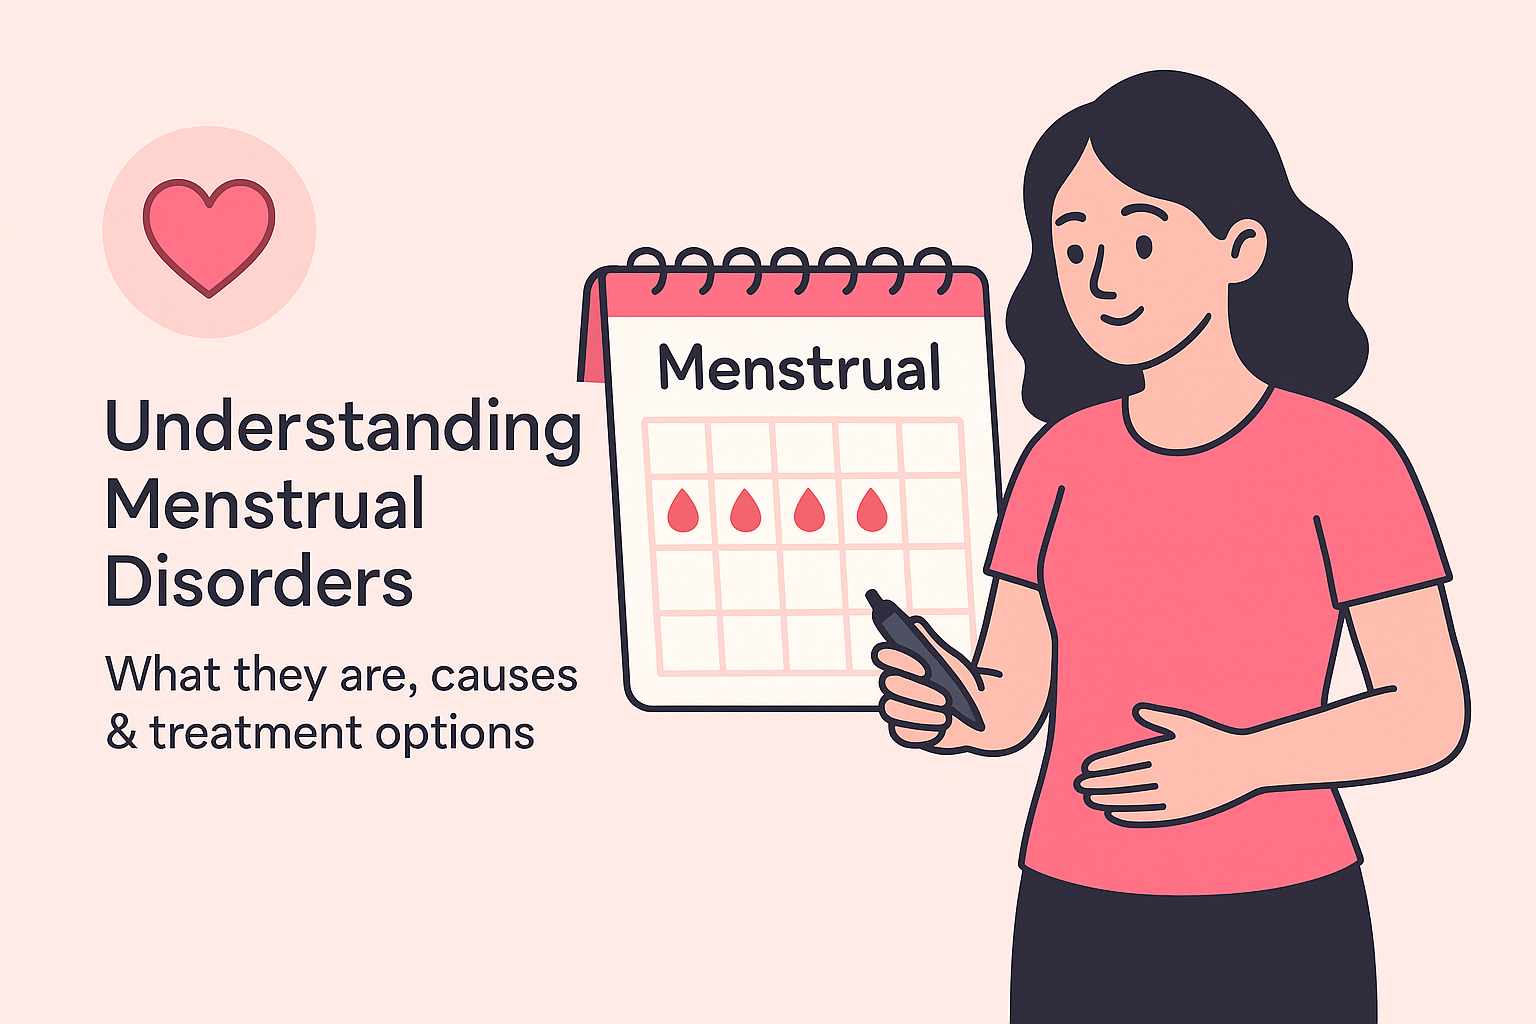 Understanding
Menstrual
Disorders
What they are, causes
& treatment options
Menstrual